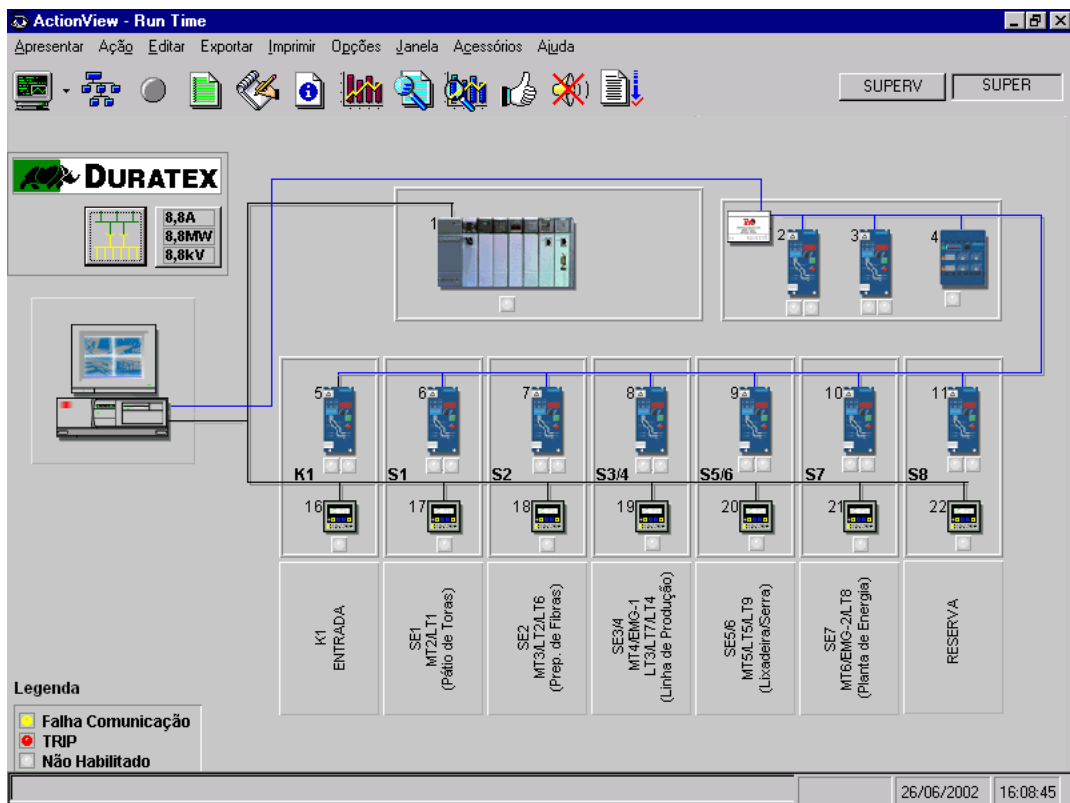 ActionView - Run Time
Apresentar Ação Editar Exportar Imprimir Opções Janela Acessórios Ajuda
SUPERV SUPER
DURATEX
8,8A
8,8MW
8,8kV
1
2 3 4
5 6 7 8 9 10 11
K1 S1 S2 S3/4 S5/6 S7 S8
16 17 18 19 20 21 22
K1
ENTRADA
SE1
MT2/LT1
(Pátio de Toras)
SE2
MT3/LT2/LT6
(Prep. de Fibras)
SE3/4
MT4/EMG-1
LT3/LT7/LT4
(Linha de Produção)
SE5/6
MT5/LT5/LT9
(Lixadeira/Serra)
SE7
MT6/EMG-2/LT8
(Planta de Energia)
RESERVA
Legenda
Falha Comunicação
TRIP
Não Habilitado
26/06/2002 16:08:45